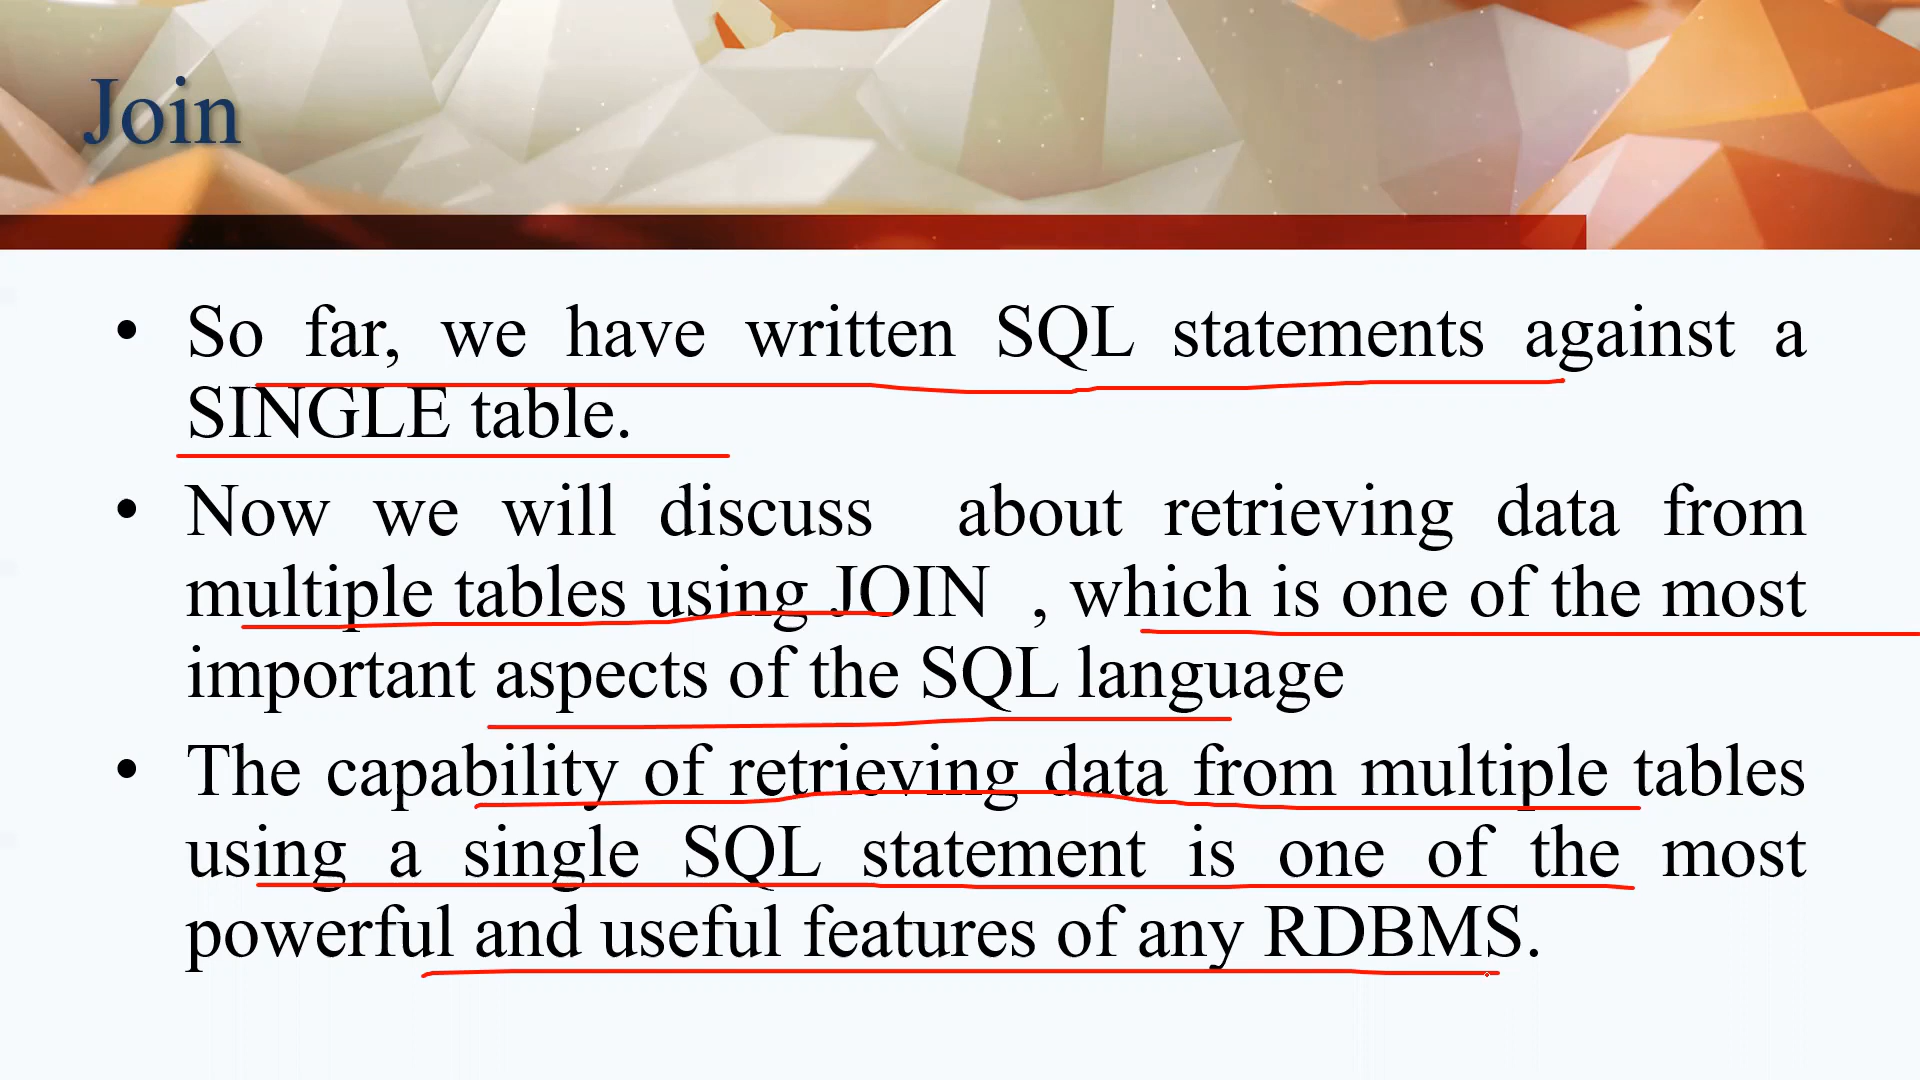 Join
• So far, we have written SQL statements against a
SINGLE table.
• Now we will discuss about retrieving data from
multiple tables using JOIN , which is one of the most
important aspects of the SQL language
• The capability of retrieving data from multiple tables
using a single SQL statement is one of the most
powerful and useful features of any RDBMS.